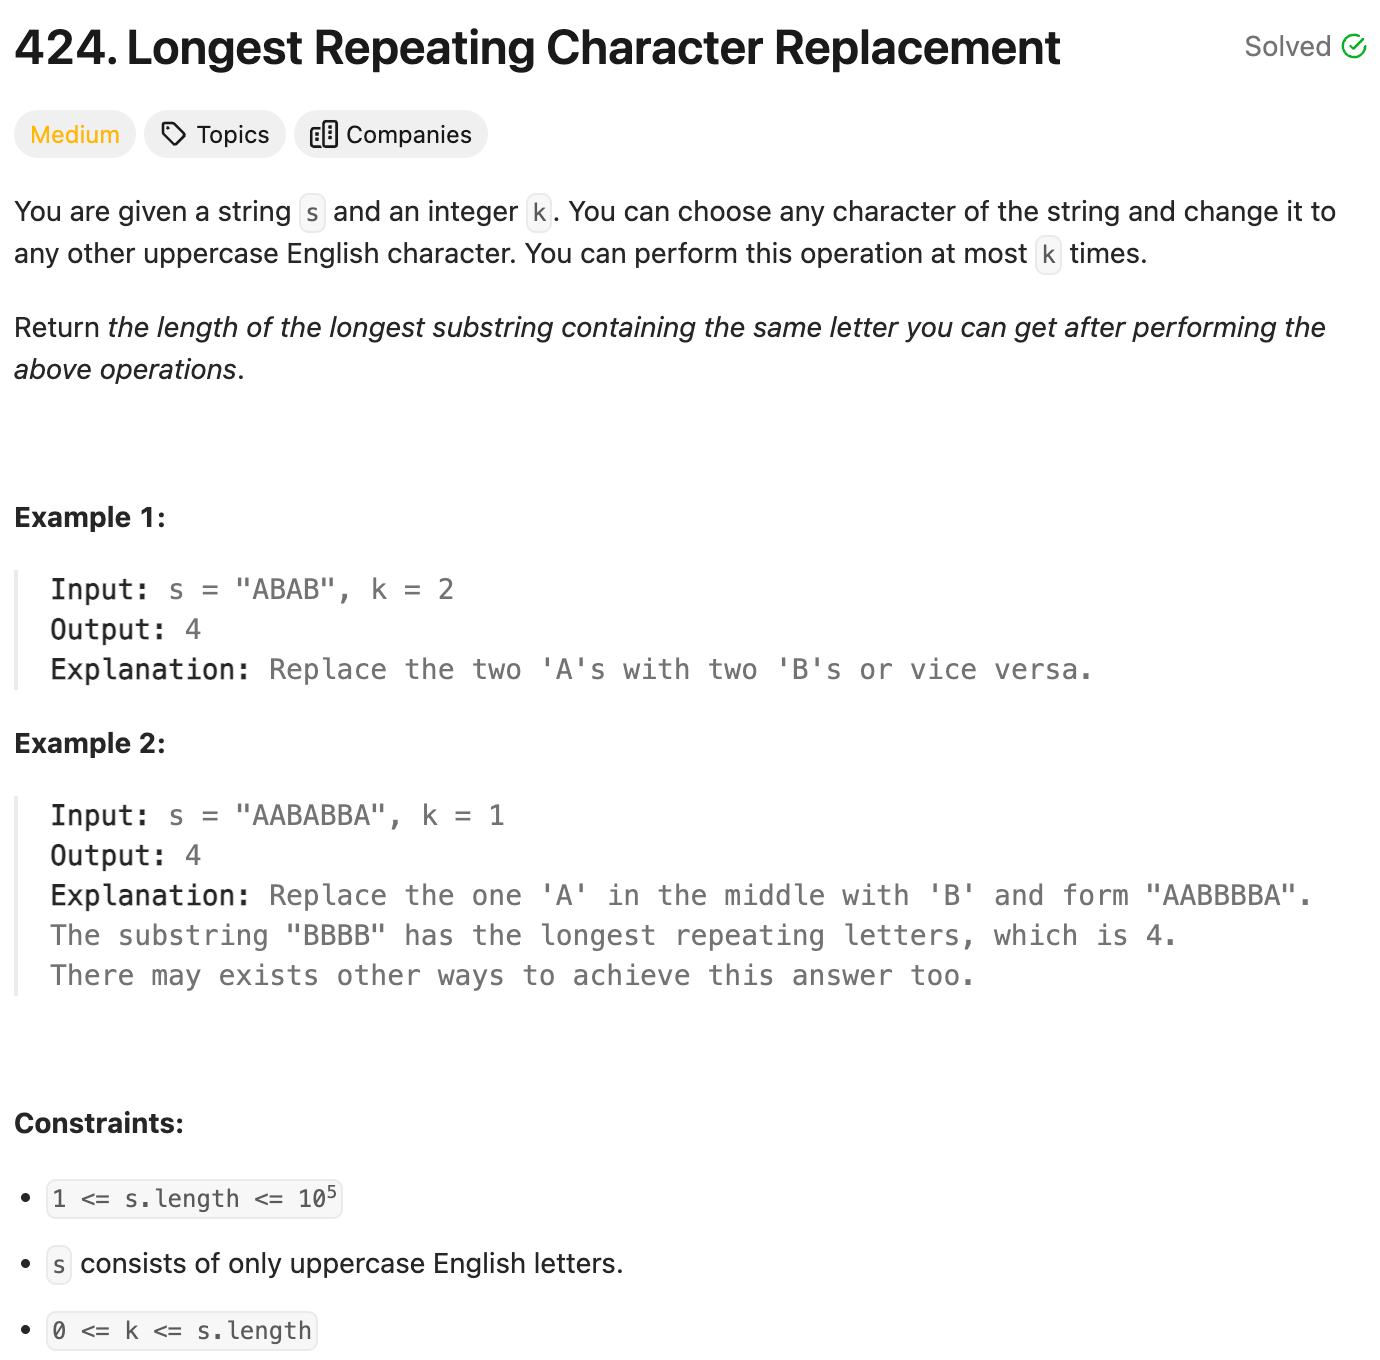 424. Longest Repeating Character Replacement
Solved
Medium
Topics
Companies
You are given a string s and an integer k. You can choose any character of the string and change it to
any other uppercase English character. You can perform this operation at most k times.
Return the length of the longest substring containing the same letter you can get after performing the
above operations.
Example 1:
Input: s = "ABAB", k = 2
Output: 4
Explanation: Replace the two 'A's with two 'B's or vice versa.
Example 2:
Input: s = "AABABBA", k = 1
Output: 4
Explanation: Replace the one 'A' in the middle with 'B' and form "AABBBBA".
The substring "BBBB" has the longest repeating letters, which is 4.
There may exists other ways to achieve this answer too.
Constraints:
• 1 <= s.length <= 10⁵
• s consists of only uppercase English letters.
• 0 <= k <= s.length